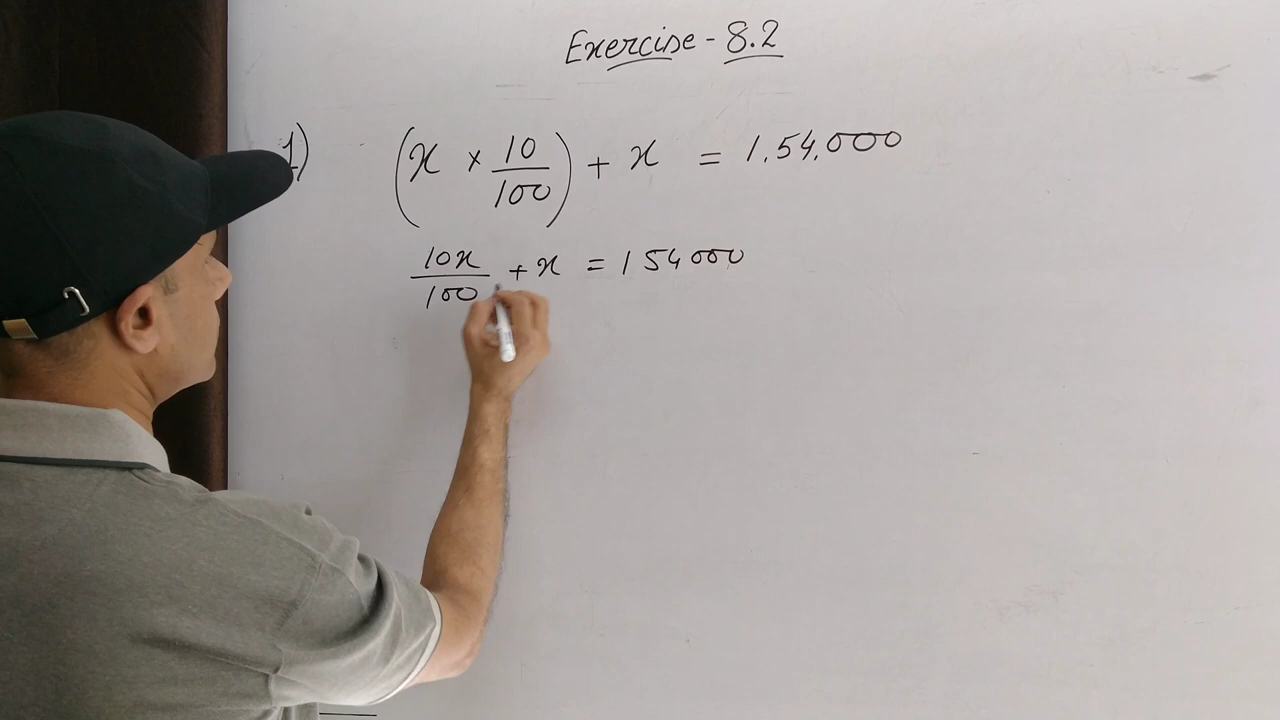 Exercise - 8.2
1) (x × 10/100) + x = 1,54,000
10x/100 + x = 154000